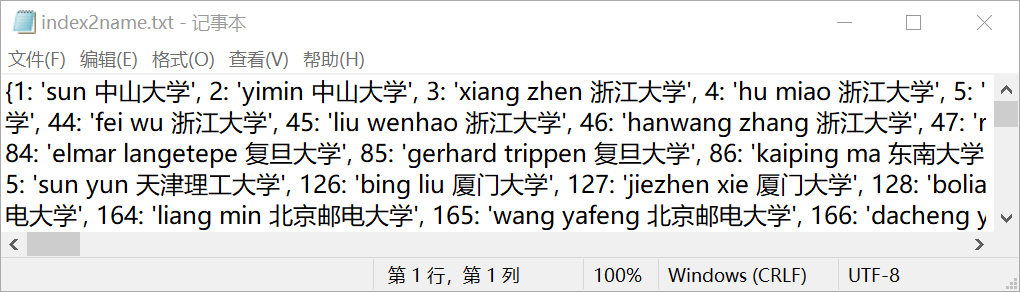 index2name.txt - 记事本
文件(F) 编辑(E) 格式(O) 查看(V) 帮助(H)
{1: 'sun 中山大学', 2: 'yimin 中山大学', 3: 'xiang zhen 浙江大学', 4: 'hu miao 浙江大学', 5: '
学', 44: 'fei wu 浙江大学', 45: 'liu wenhao 浙江大学', 46: 'hanwang zhang 浙江大学', 47: '
84: 'elmar langetepe 复旦大学', 85: 'gerhard trippen 复旦大学', 86: 'kaiping ma 东南大学
5: 'sun yun 天津理工大学', 126: 'bing liu 厦门大学', 127: 'jiezhen xie 厦门大学', 128: 'bolia
电大学', 164: 'liang min 北京邮电大学', 165: 'wang yafeng 北京邮电大学', 166: 'dacheng y
第 1 行，第 1 列 100% Windows (CRLF) UTF-8